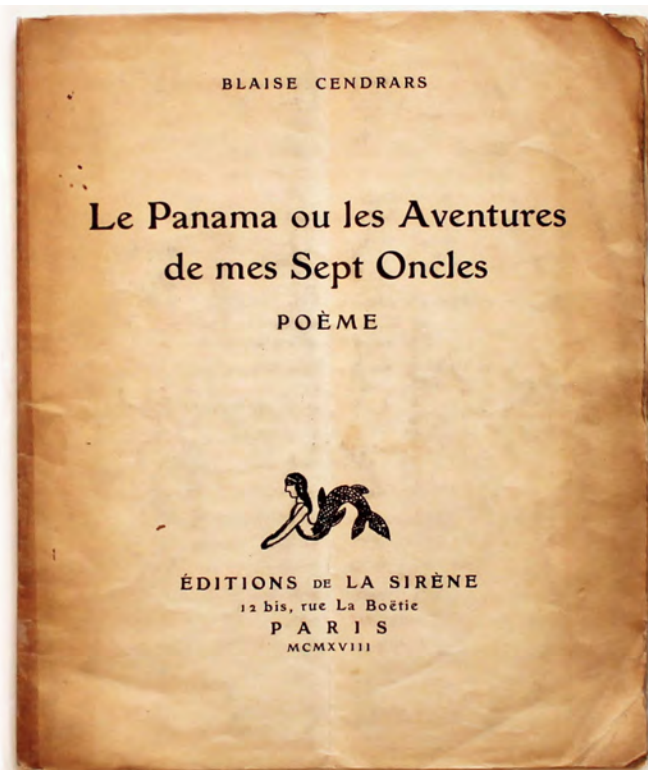 BLAISE CENDRARS
Le Panama ou les Aventures
de mes Sept Oncles
POÈME
ÉDITIONS DE LA SIRÈNE
12 bis, rue La Boëtie
PARIS
MCMXVIII